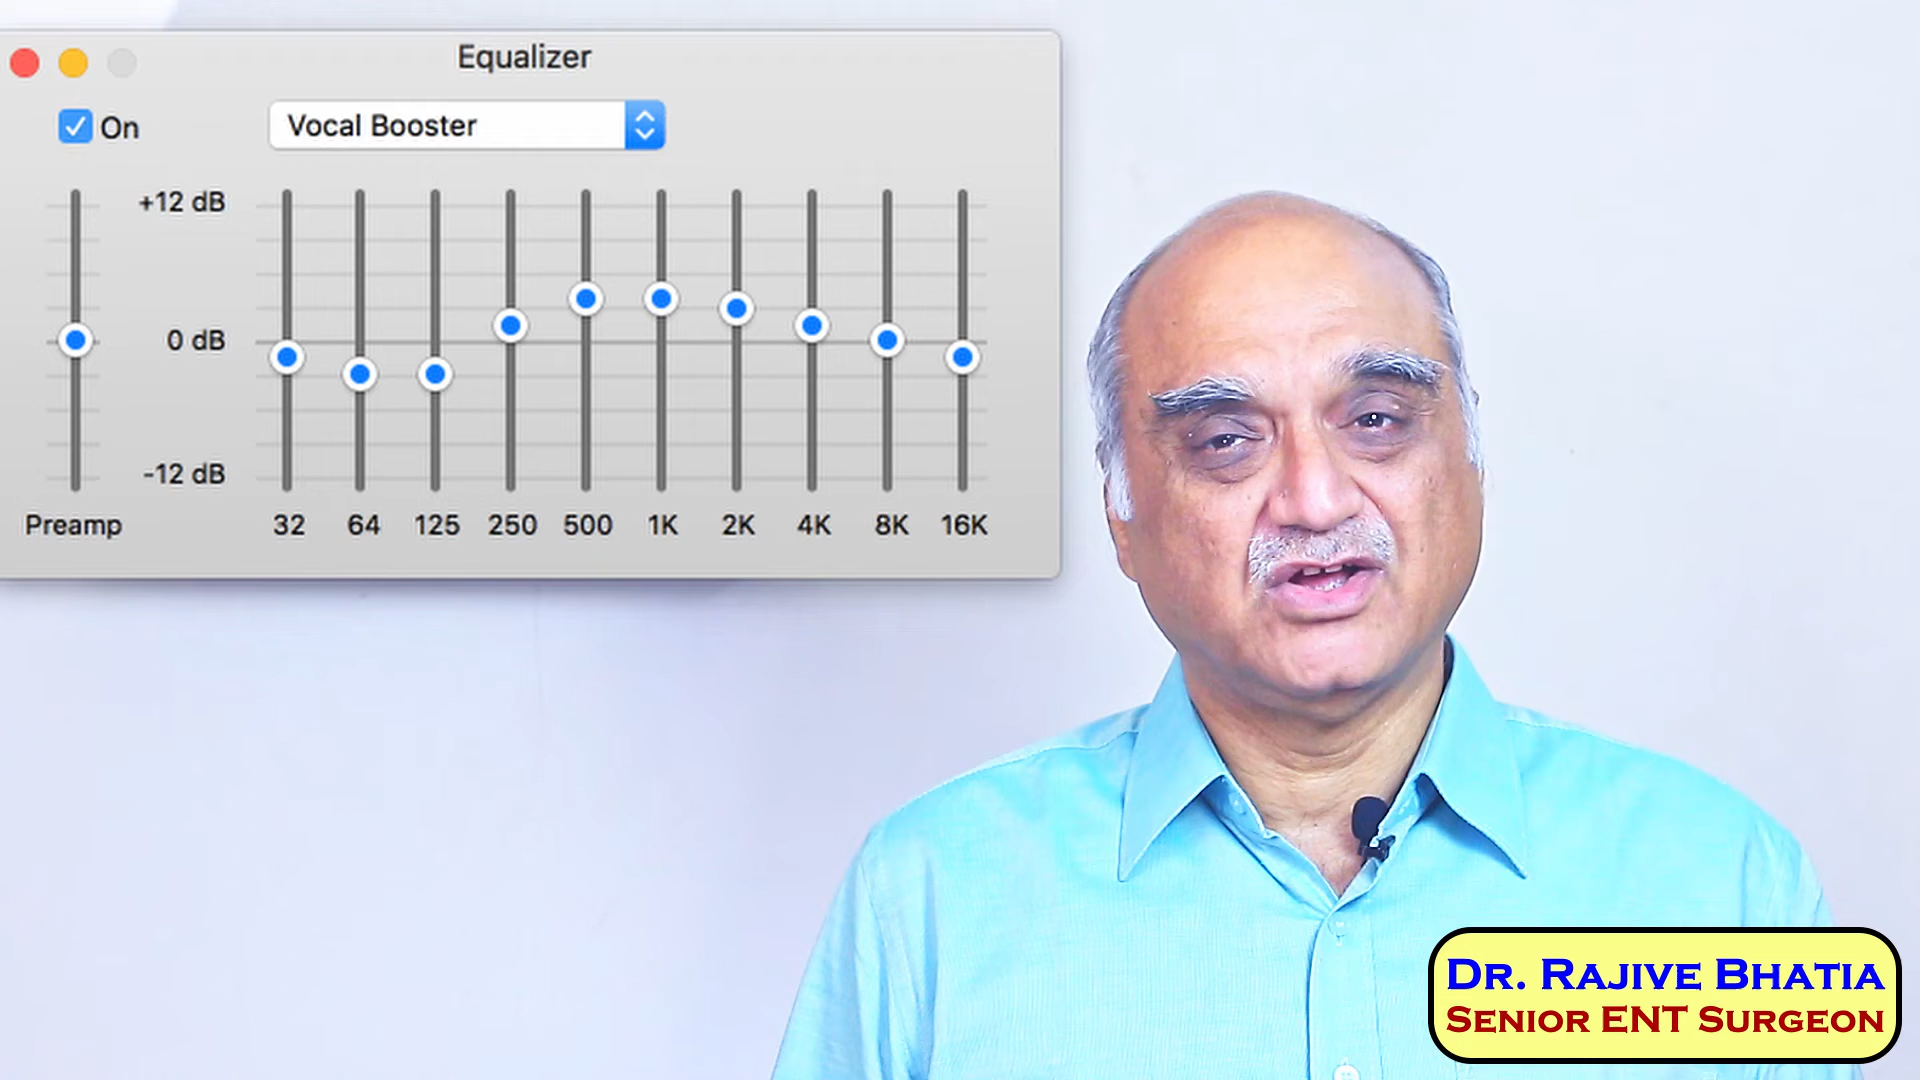 Equalizer
On
Vocal Booster
+12 dB
0 dB
-12 dB
Preamp 32 64 125 250 500 1K 2K 4K 8K 16K
Dr. Rajive Bhatia
Senior ENT Surgeon